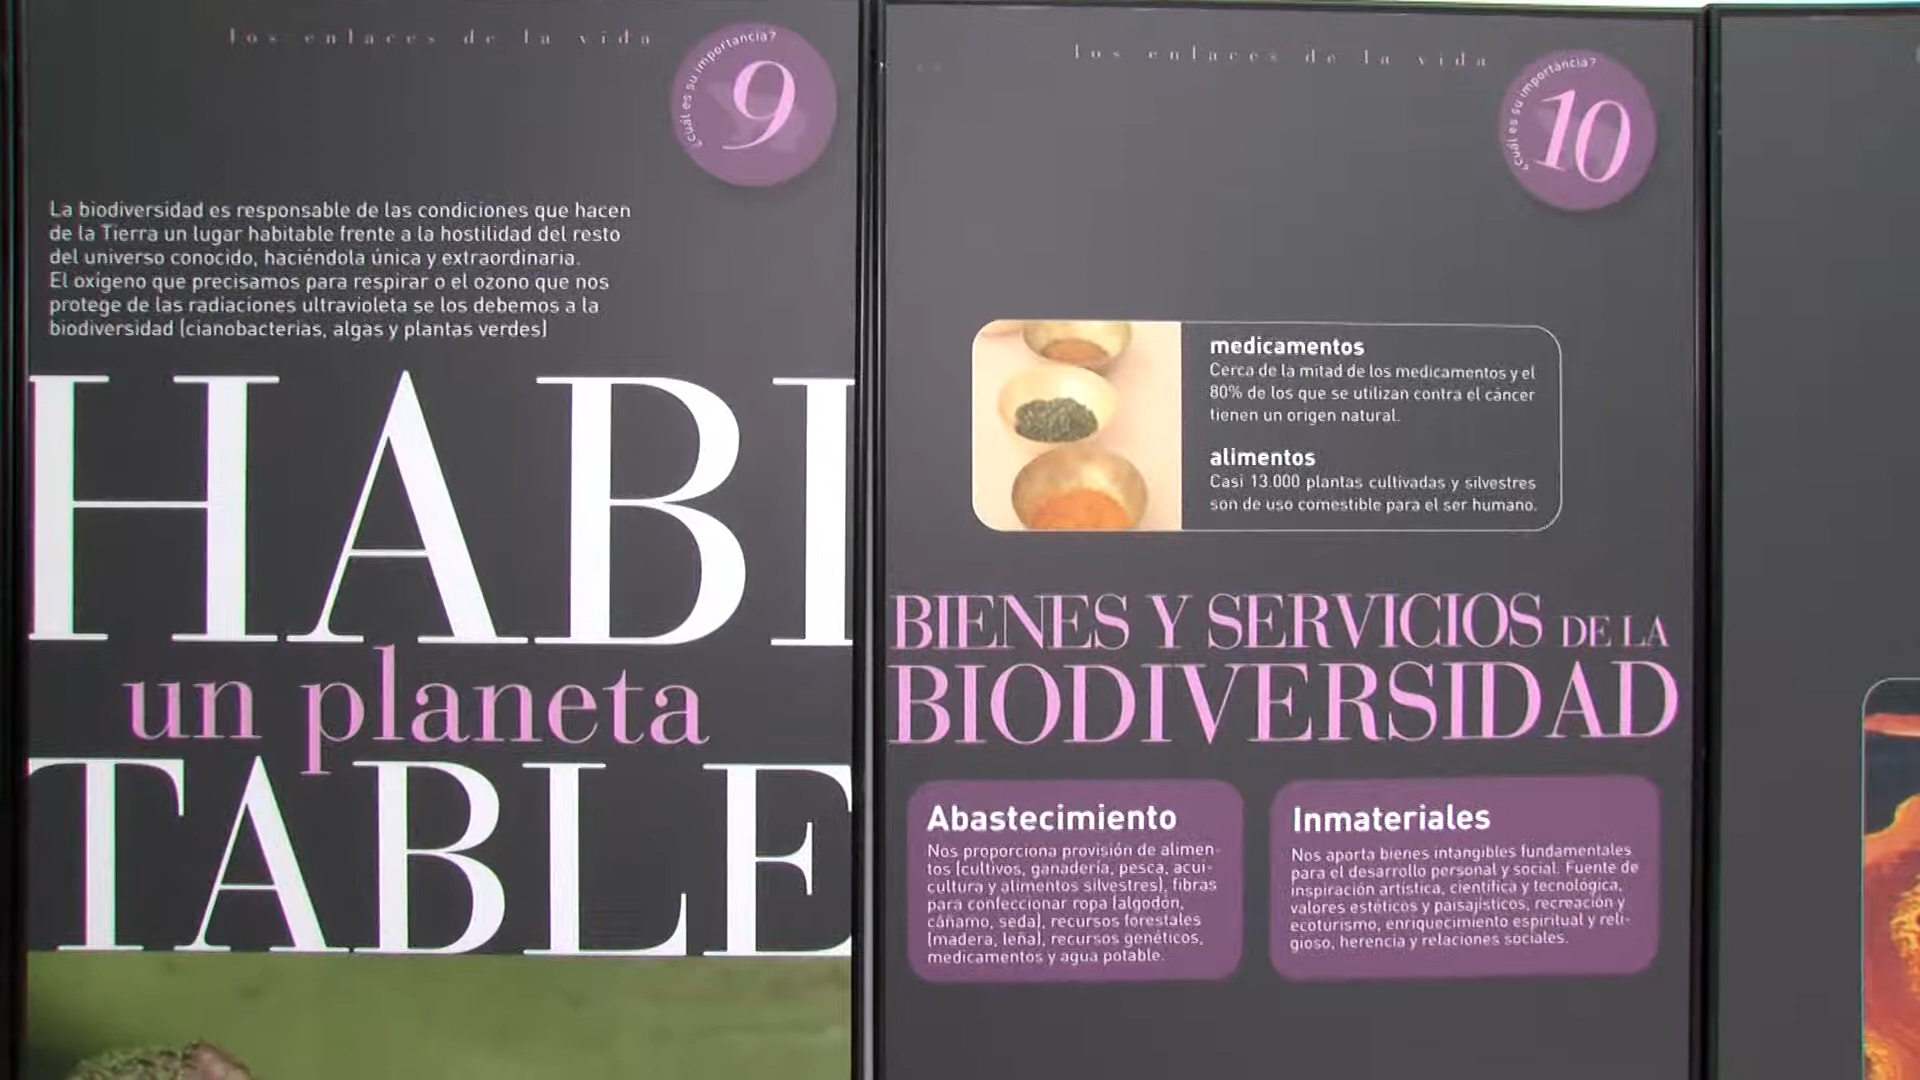 los enlaces de la vida
¿cuál es su importancia?
9
La biodiversidad es responsable de las condiciones que hacen
de la Tierra un lugar habitable frente a la hostilidad del resto
del universo conocido, haciéndola única y extraordinaria.
El oxígeno que precisamos para respirar o el ozono que nos
protege de las radiaciones ultravioleta se los debemos a la
biodiversidad (cianobacterias, algas y plantas verdes)
HABI
un planeta
TABLE
los enlaces de la vida
¿cuál es su importancia?
10
medicamentos
Cerca de la mitad de los medicamentos y el
80% de los que se utilizan contra el cáncer
tienen un origen natural.
alimentos
Casi 13.000 plantas cultivadas y silvestres
son de uso comestible para el ser humano.
BIENES Y SERVICIOS DE LA
BIODIVERSIDAD
Abastecimiento
Nos proporciona provisión de alimen-
tos (cultivos, ganadería, pesca, acui-
cultura y alimentos silvestres), fibras
para confeccionar ropa (algodón,
cáñamo, seda), recursos forestales
(madera, leña), recursos genéticos,
medicamentos y agua potable.
Inmateriales
Nos aporta bienes intangibles fundamentales
para el desarrollo personal y social. Fuente de
inspiración artística, científica y tecnológica,
valores estéticos y paisajísticos, recreación y
ecoturismo, enriquecimiento espiritual y reli-
gioso, herencia y relaciones sociales.